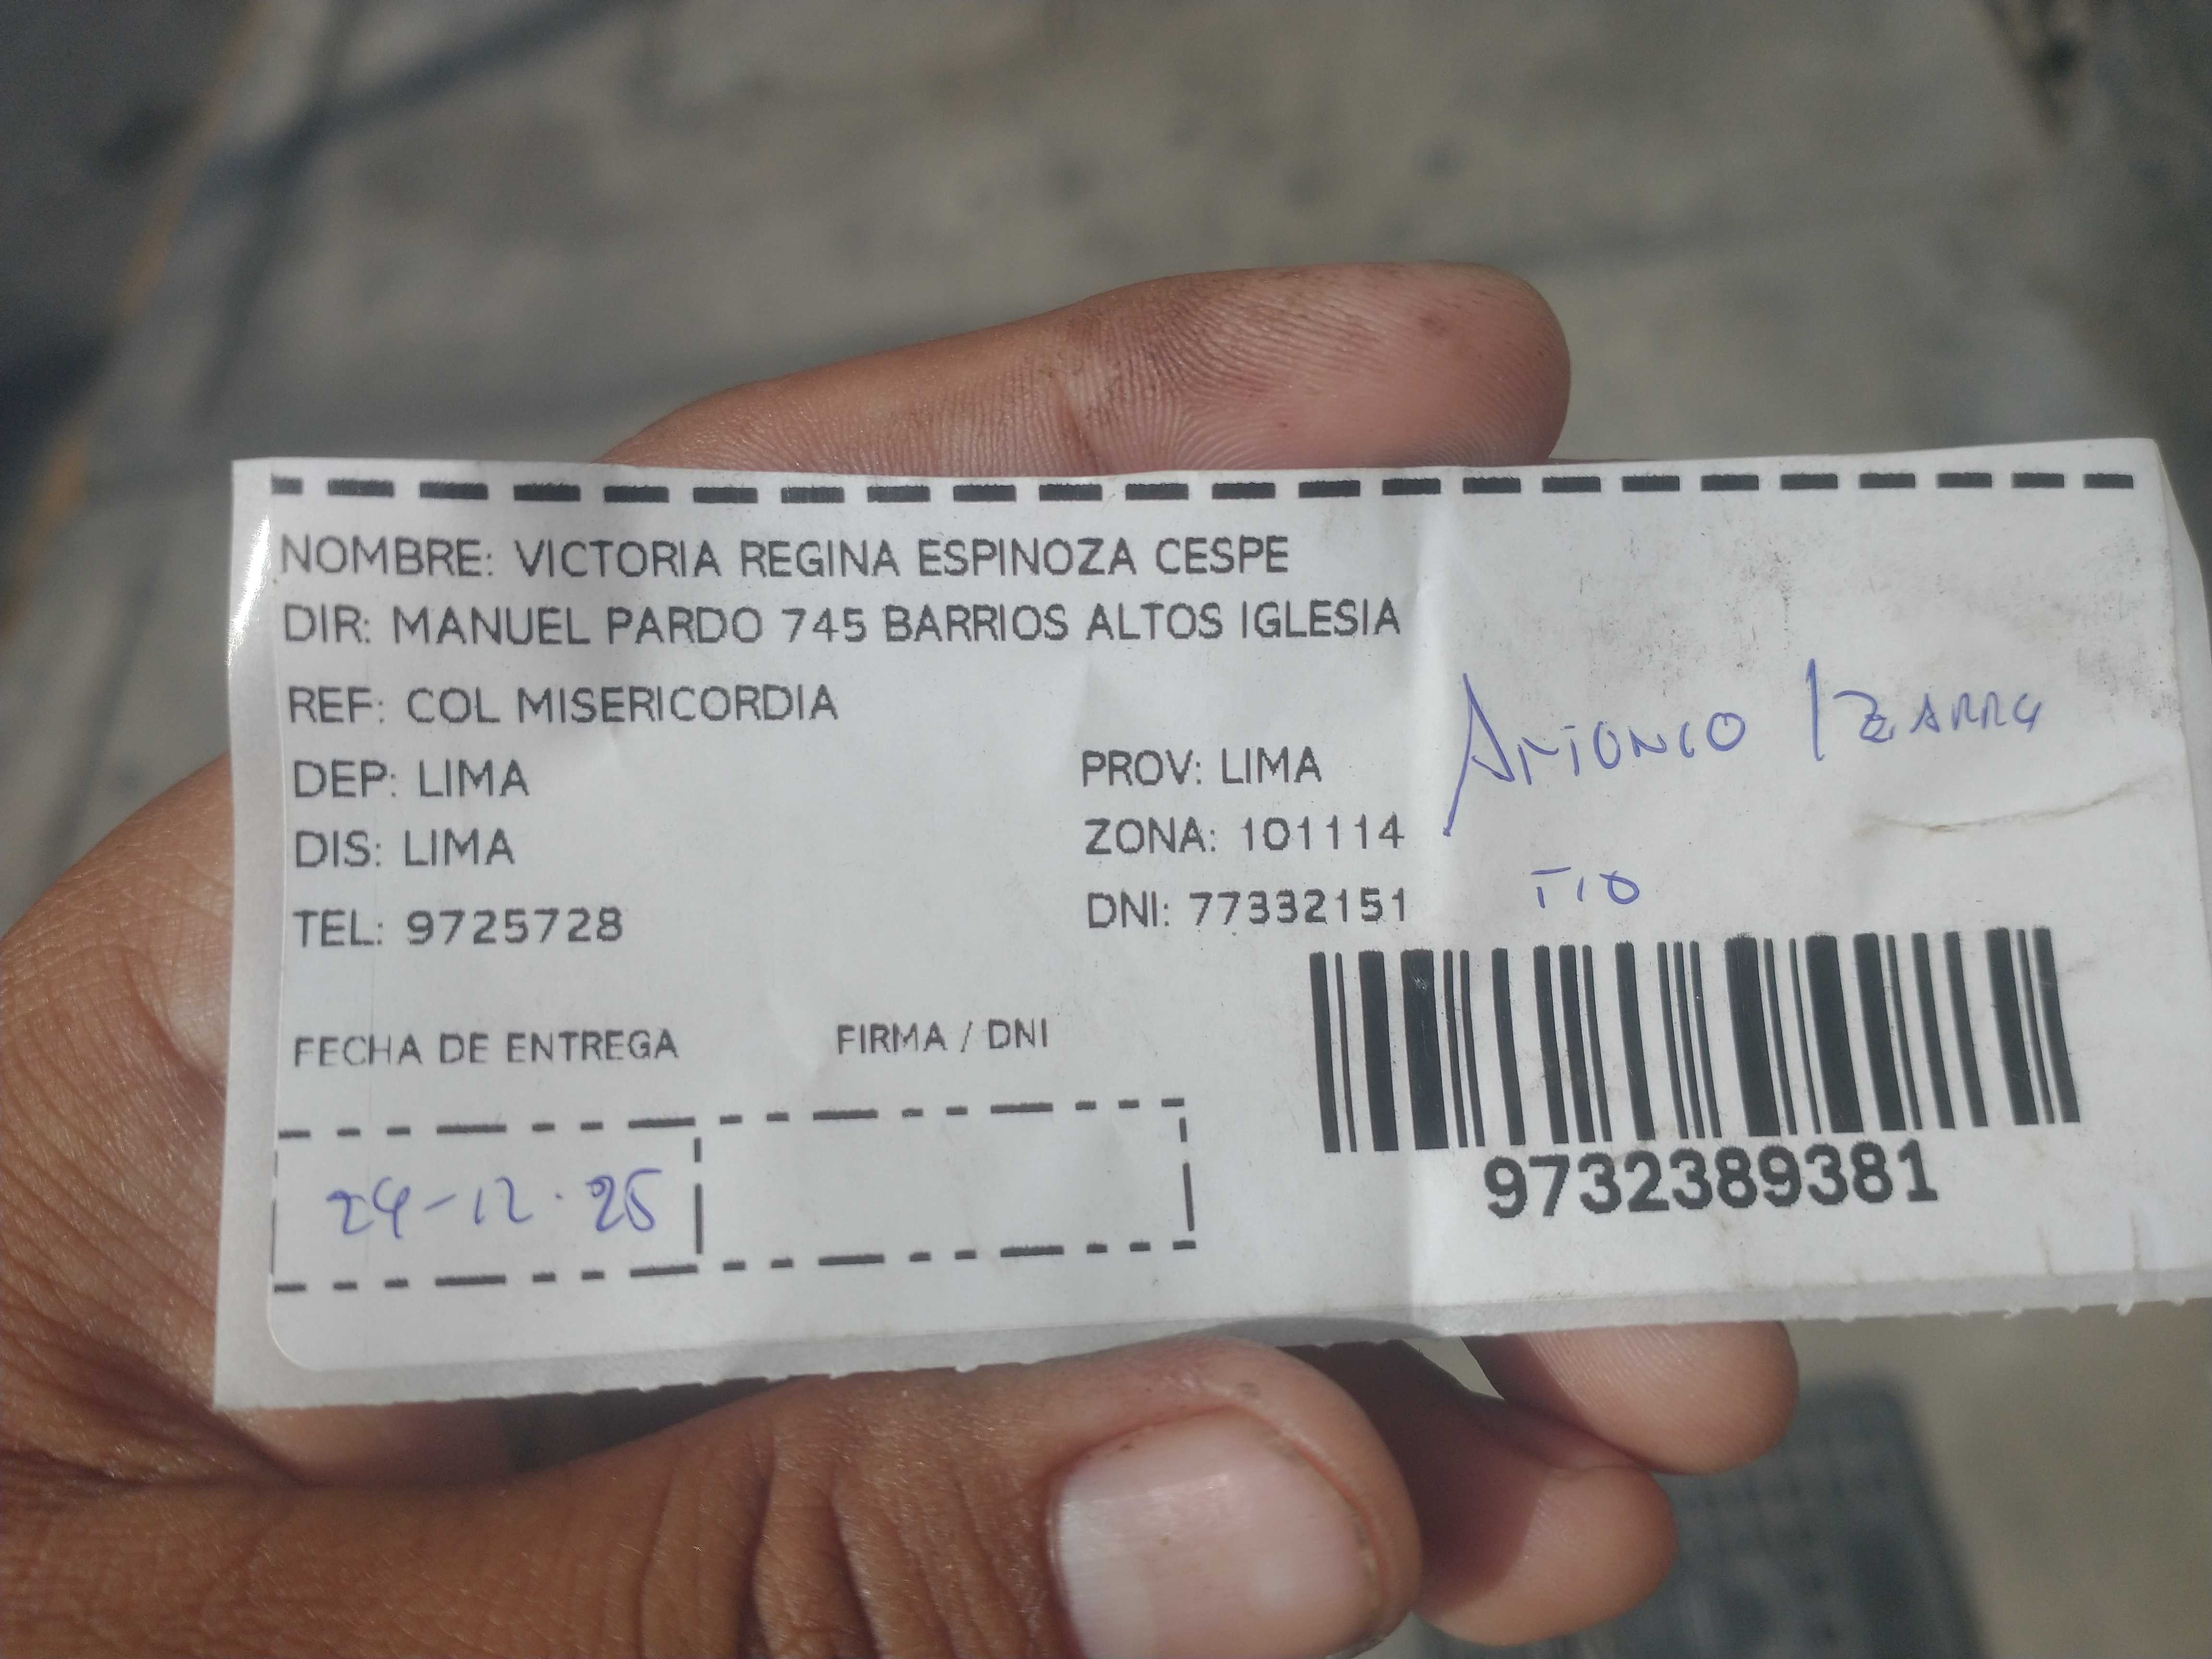 NOMBRE: VICTORIA REGINA ESPINOZA CESPE
DIR: MANUEL PARDO 745 BARRIOS ALTOS IGLESIA
REF: COL MISERICORDIA
DEP: LIMA
PROV: LIMA
DIS: LIMA
ZONA: 101114
TEL: 9725728
DNI: 77332151
ANTONIO IZARRA
TIO
FECHA DE ENTREGA
FIRMA / DNI
24-12-25
9732389381